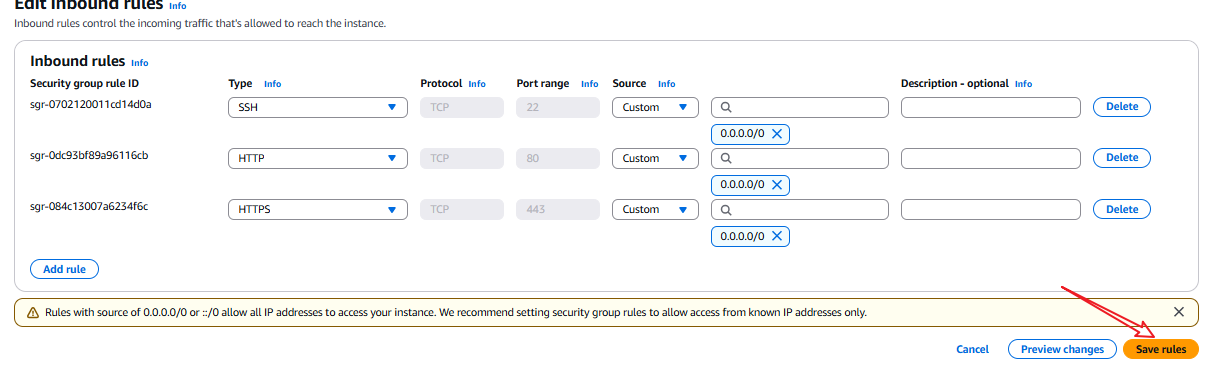 Edit inbound rules Info
Inbound rules control the incoming traffic that's allowed to reach the instance.
Inbound rules Info
Security group rule ID Type Info Protocol Info Port range Info Source Info Description - optional Info
sgr-0702120011cd14d0a SSH TCP 22 Custom Delete
0.0.0.0/0
sgr-0dc93bf89a96116cb HTTP TCP 80 Custom Delete
0.0.0.0/0
sgr-084c13007a6234f6c HTTPS TCP 443 Custom Delete
0.0.0.0/0
Add rule
Rules with source of 0.0.0.0/0 or ::/0 allow all IP addresses to access your instance. We recommend setting security group rules to allow access from known IP addresses only.
Cancel Preview changes Save rules